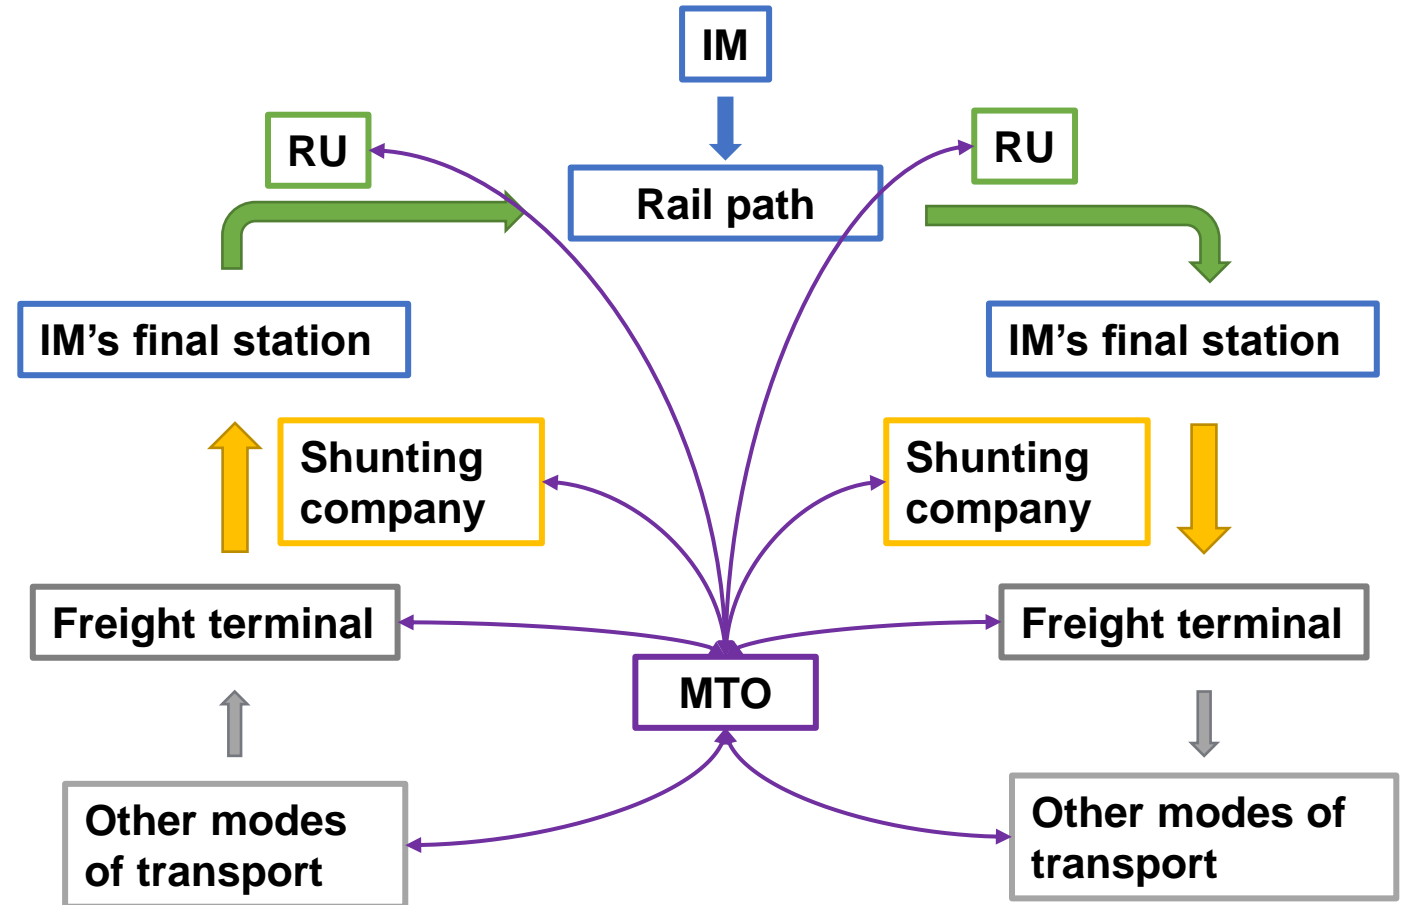 IM
RU
RU
Rail path
IM’s final station
IM’s final station
Shunting
company
Shunting
company
Freight terminal
Freight terminal
MTO
Other modes
of transport
Other modes of
transport